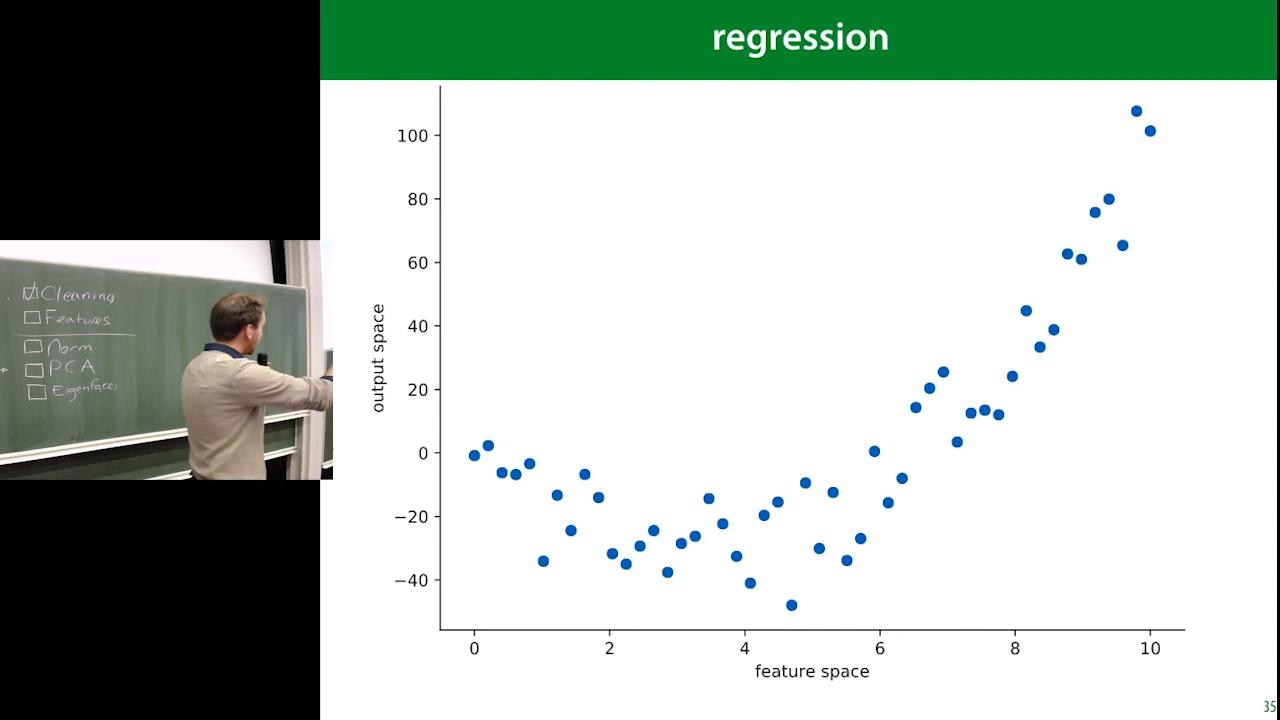 regression
Cleaning
Features
Norm
PCA
Eigenfaces
100
80
60
40
20
0
−20
−40
output space
0 2 4 6 8 10
feature space
35